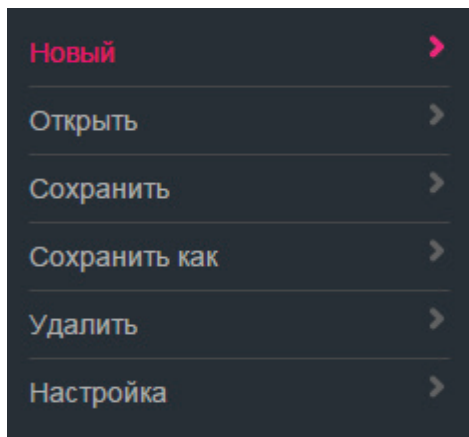 Новый
Открыть
Сохранить
Сохранить как
Удалить
Настройка